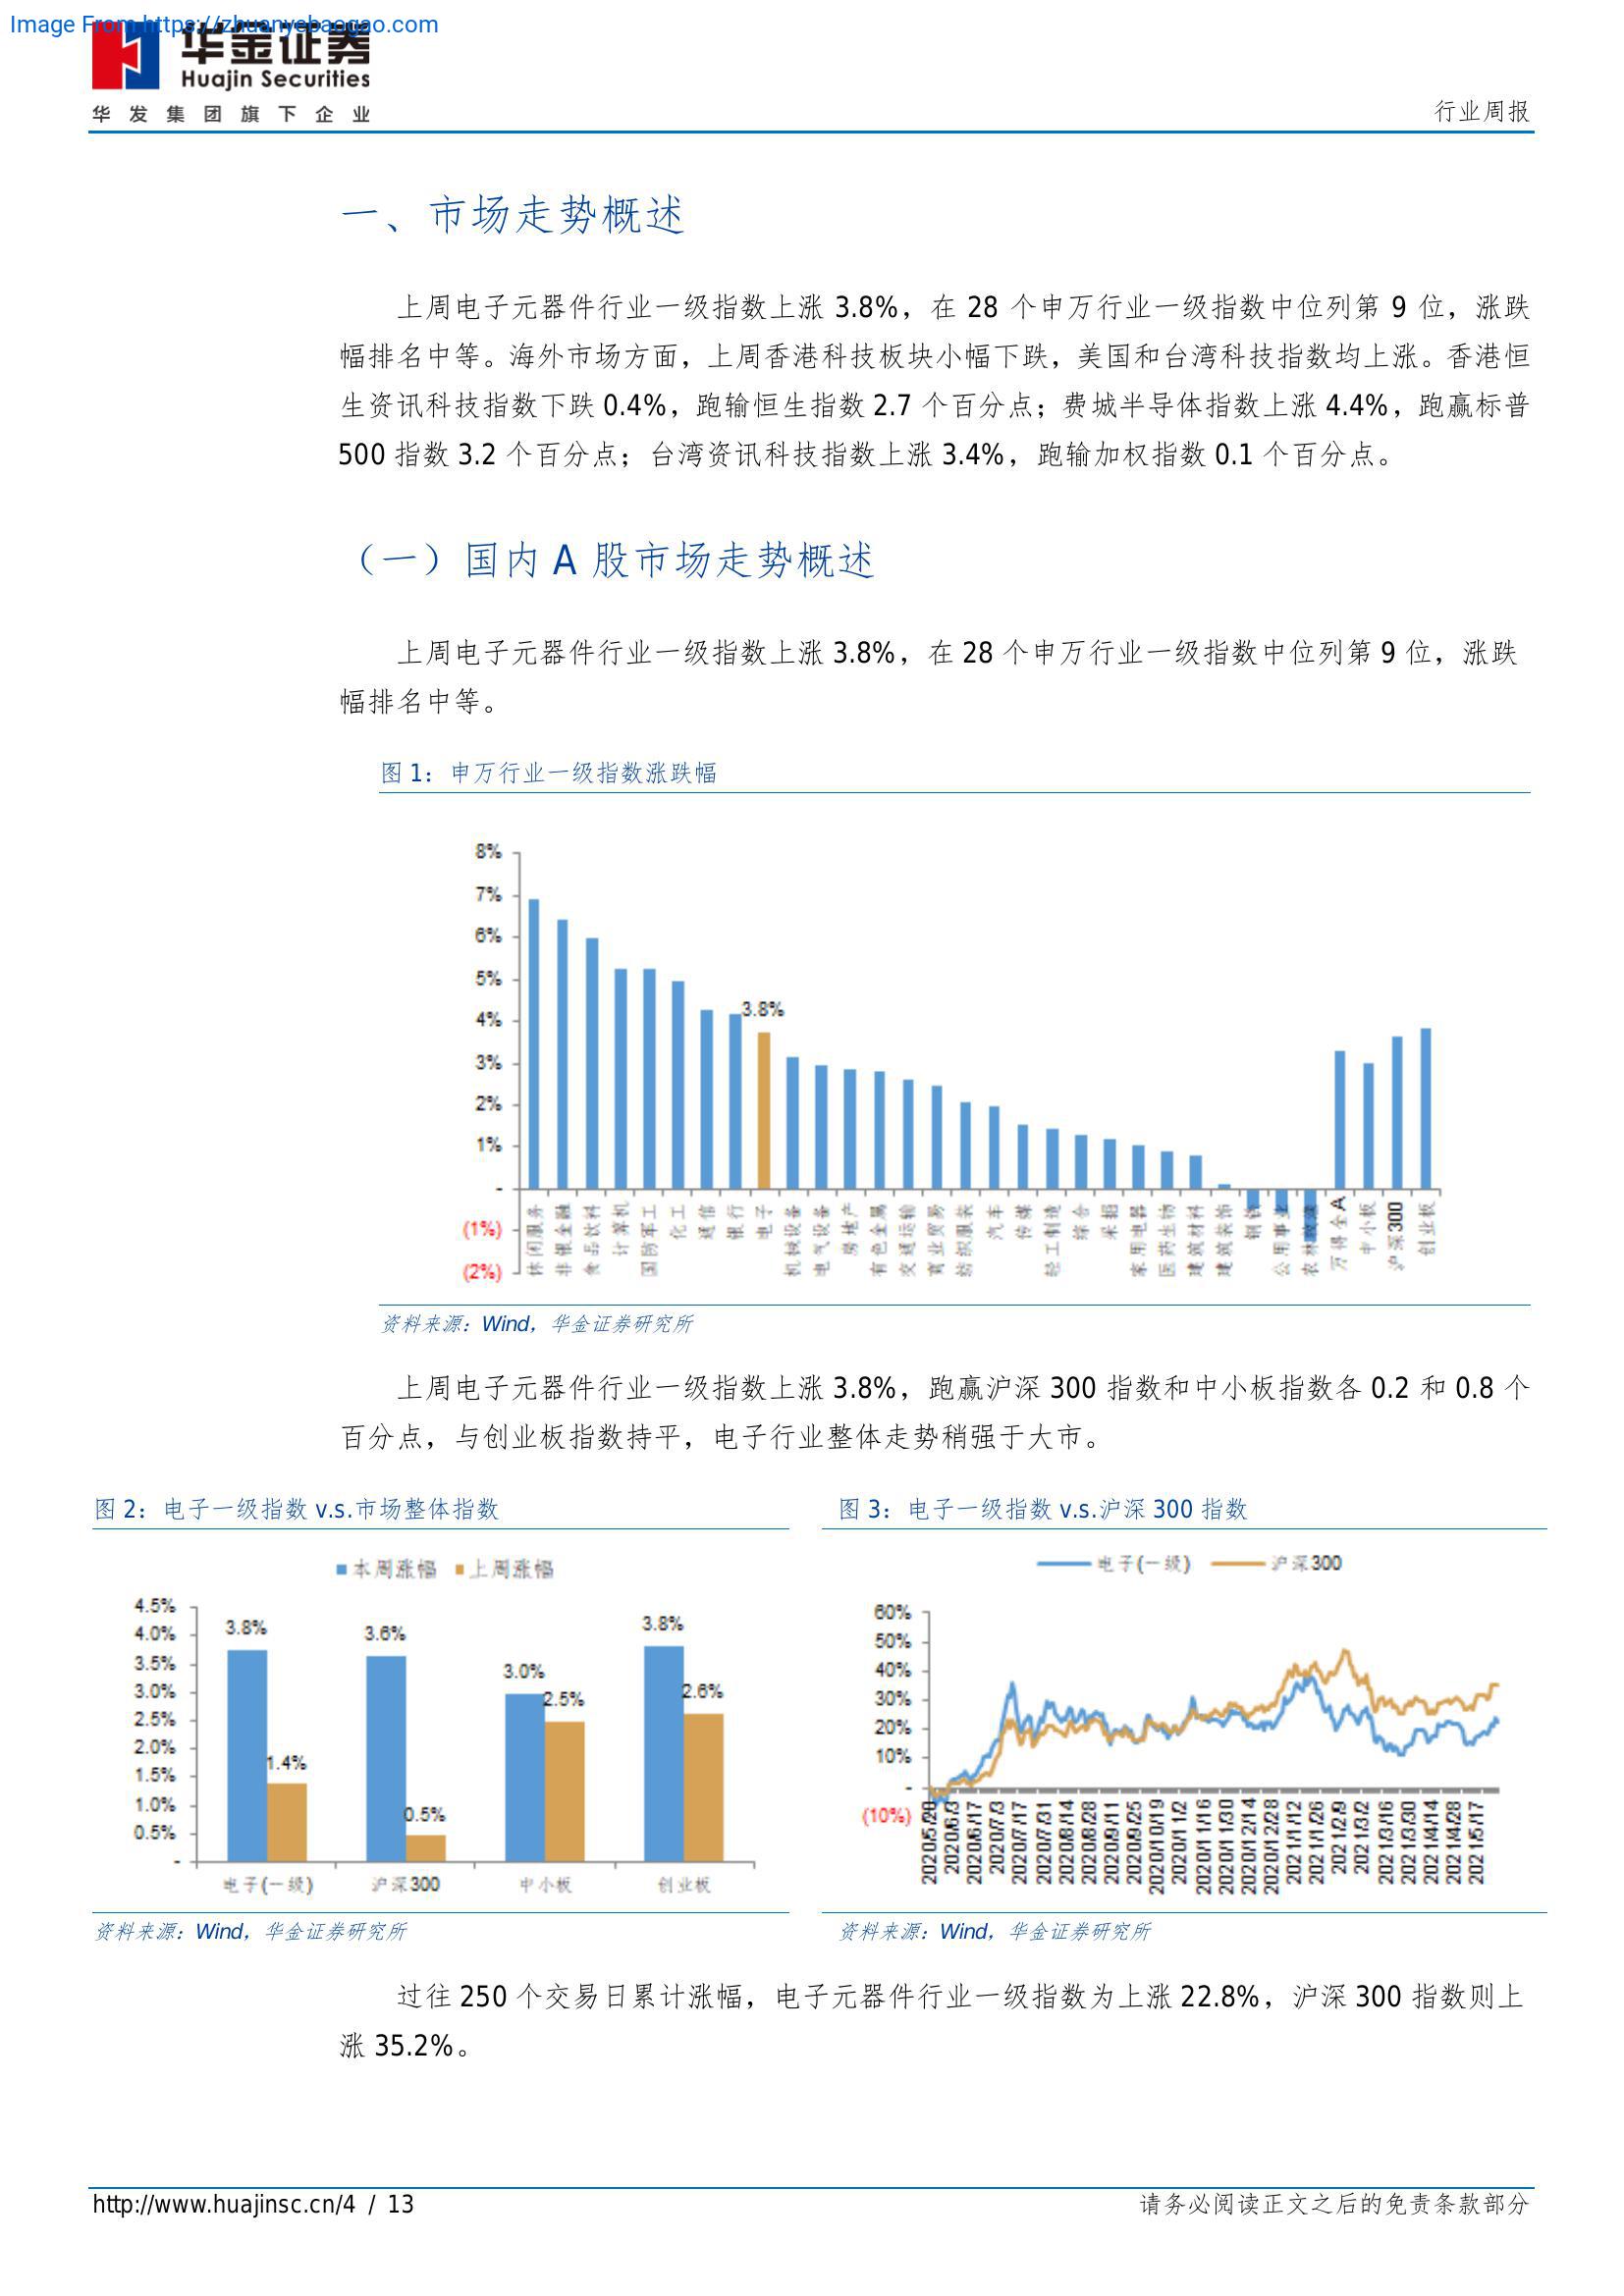 Image From https://zhuanyebaogao.com
华金证券
Huajin Securities
华发集团旗下企业
行业周报
一、市场走势概述
上周电子元器件行业一级指数上涨 3.8%，在 28 个申万行业一级指数中位列第 9 位，涨跌
幅排名中等。海外市场方面，上周香港科技板块小幅下跌，美国和台湾科技指数均上涨。香港恒
生资讯科技指数下跌 0.4%，跑输恒生指数 2.7 个百分点；费城半导体指数上涨 4.4%，跑赢标普
500 指数 3.2 个百分点；台湾资讯科技指数上涨 3.4%，跑输加权指数 0.1 个百分点。
（一）国内 A 股市场走势概述
上周电子元器件行业一级指数上涨 3.8%，在 28 个申万行业一级指数中位列第 9 位，涨跌
幅排名中等。
图 1：申万行业一级指数涨跌幅
8%
7%
6%
5%
4%
3%
2%
1%
-
(1%)
(2%)
3.8%
休闲服务
非银金融
食品饮料
计算机
国防军工
化工
通信
银行
电子
机械设备
电气设备
房地产
有色金属
交通运输
商业贸易
纺织服装
汽车
传媒
轻工制造
综合
采掘
家用电器
医药生物
建筑材料
建筑装饰
钢铁
公用事业
农林牧渔
万得全A
中小板
沪深300
创业板
资料来源：Wind，华金证券研究所
上周电子元器件行业一级指数上涨 3.8%，跑赢沪深 300 指数和中小板指数各 0.2 和 0.8 个
百分点，与创业板指数持平，电子行业整体走势稍强于大市。
图 2：电子一级指数 v.s.市场整体指数
本周涨幅 上周涨幅
4.5%
4.0%
3.5%
3.0%
2.5%
2.0%
1.5%
1.0%
0.5%
-
3.8%
1.4%
3.6%
0.5%
3.0%
2.5%
3.8%
2.6%
电子(一级) 沪深300 中小板 创业板
资料来源：Wind，华金证券研究所
图 3：电子一级指数 v.s.沪深 300 指数
电子(一级) 沪深300
60%
50%
40%
30%
20%
10%
-
(10%)
2020/5/20
2020/6/3
2020/6/17
2020/7/3
2020/7/17
2020/7/31
2020/8/14
2020/8/28
2020/9/11
2020/9/25
2020/10/19
2020/11/2
2020/11/16
2020/11/30
2020/12/14
2020/12/28
2021/1/12
2021/1/26
2021/2/9
2021/3/2
2021/3/16
2021/3/30
2021/4/14
2021/4/28
2021/5/17
资料来源：Wind，华金证券研究所
过往 250 个交易日累计涨幅，电子元器件行业一级指数为上涨 22.8%，沪深 300 指数则上
涨 35.2%。
http://www.huajinsc.cn/4 / 13
请务必阅读正文之后的免责条款部分